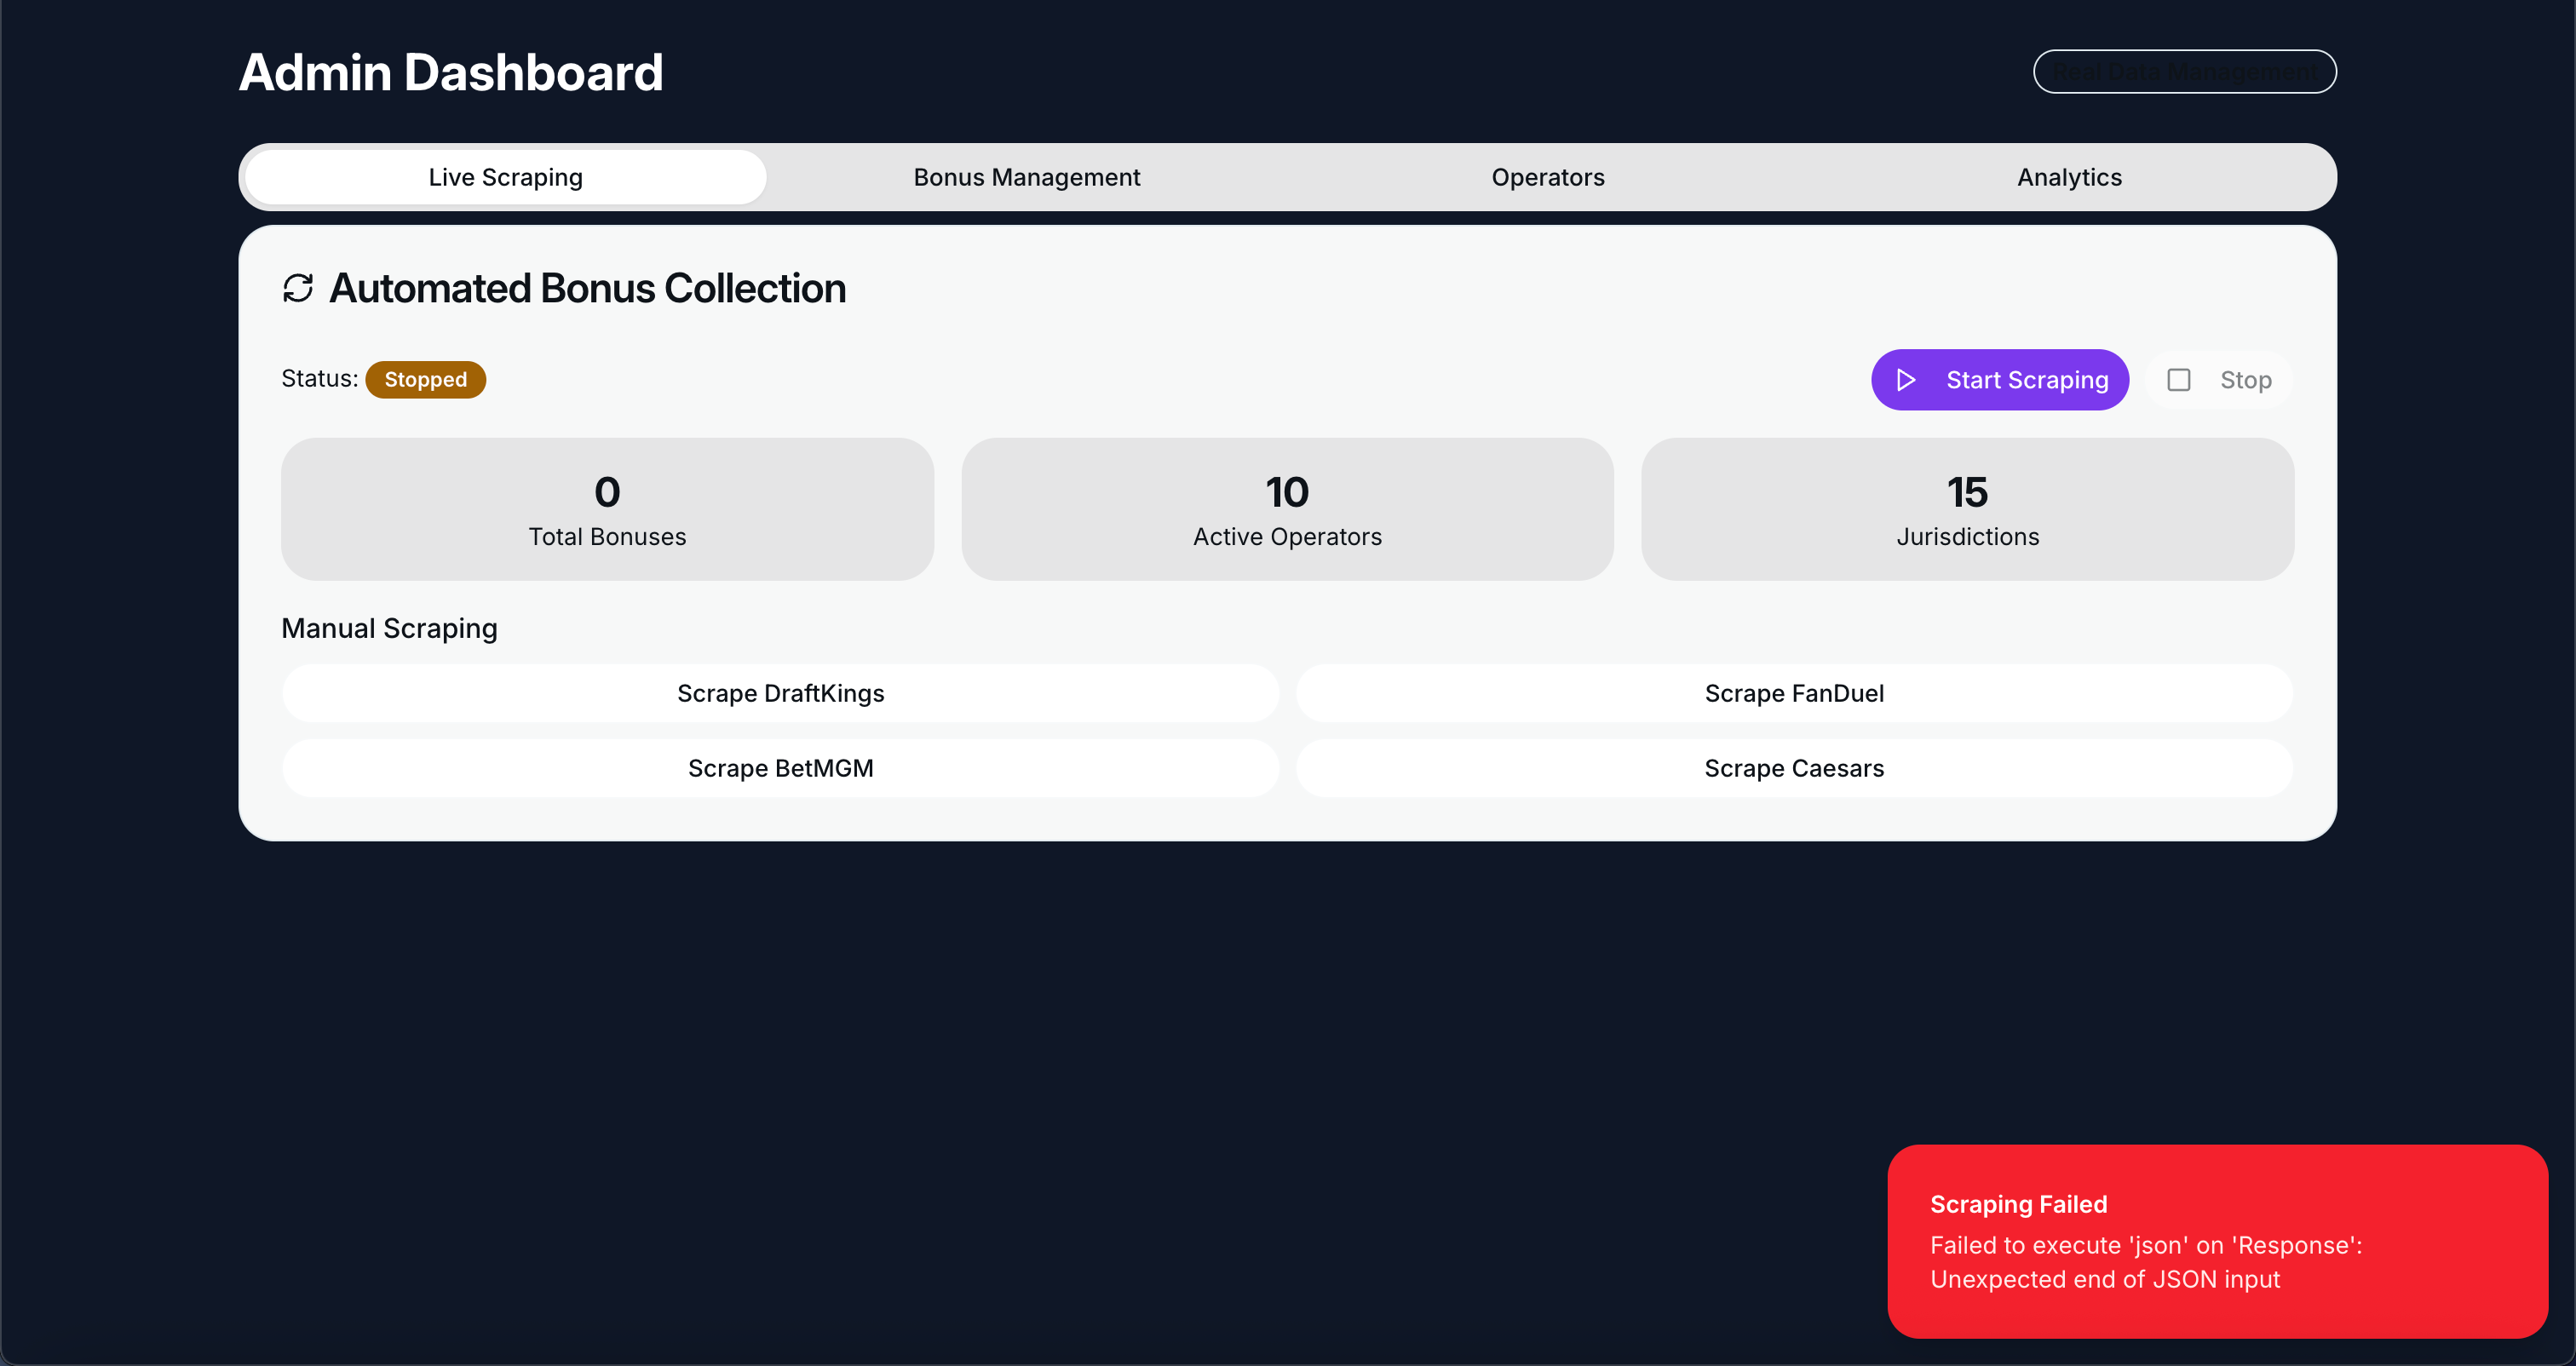 Admin Dashboard
Real Data Management
Live Scraping
Bonus Management
Operators
Analytics
Automated Bonus Collection
Status: Stopped
Start Scraping
Stop
0
Total Bonuses
10
Active Operators
15
Jurisdictions
Manual Scraping
Scrape DraftKings
Scrape FanDuel
Scrape BetMGM
Scrape Caesars
Scraping Failed
Failed to execute 'json' on 'Response':
Unexpected end of JSON input